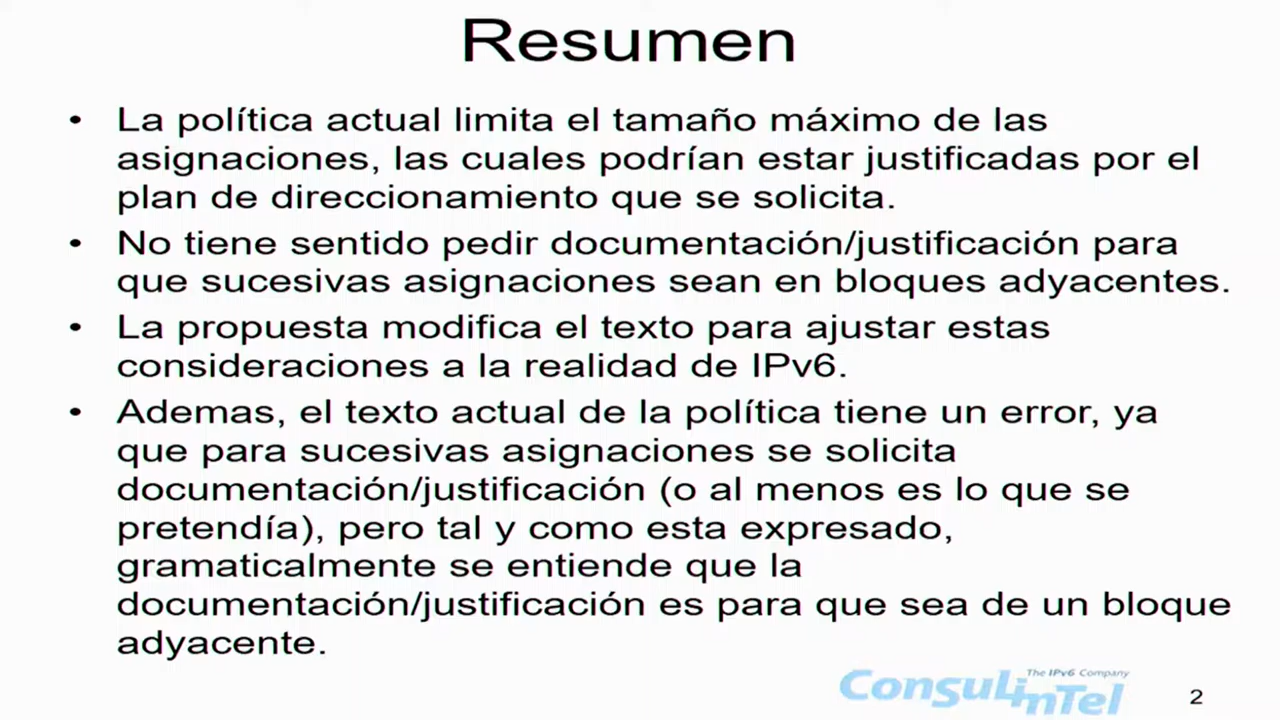 Resumen
• La política actual limita el tamaño máximo de las
asignaciones, las cuales podrían estar justificadas por el
plan de direccionamiento que se solicita.
• No tiene sentido pedir documentación/justificación para
que sucesivas asignaciones sean en bloques adyacentes.
• La propuesta modifica el texto para ajustar estas
consideraciones a la realidad de IPv6.
• Ademas, el texto actual de la política tiene un error, ya
que para sucesivas asignaciones se solicita
documentación/justificación (o al menos es lo que se
pretendía), pero tal y como esta expresado,
gramaticalmente se entiende que la
documentación/justificación es para que sea de un bloque
adyacente.
The IPv6 Company
Consulintel
2